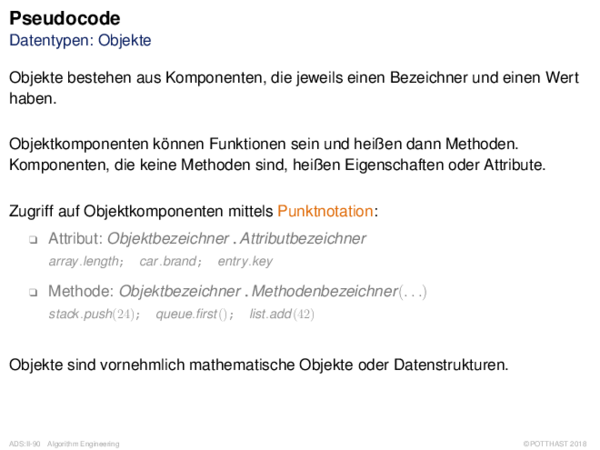 Pseudocode
Datentypen: Objekte
Objekte bestehen aus Komponenten, die jeweils einen Bezeichner und einen Wert
haben.
Objektkomponenten können Funktionen sein und heißen dann Methoden.
Komponenten, die keine Methoden sind, heißen Eigenschaften oder Attribute.
Zugriff auf Objektkomponenten mittels Punktnotation:
❑ Attribut: Objektbezeichner . Attributbezeichner
array.length; car.brand; entry.key
❑ Methode: Objektbezeichner . Methodenbezeichner(...)
stack.push(24); queue.first(); list.add(42)
Objekte sind vornehmlich mathematische Objekte oder Datenstrukturen.
ADS:II-90 Algorithm Engineering © POTTHAST 2018